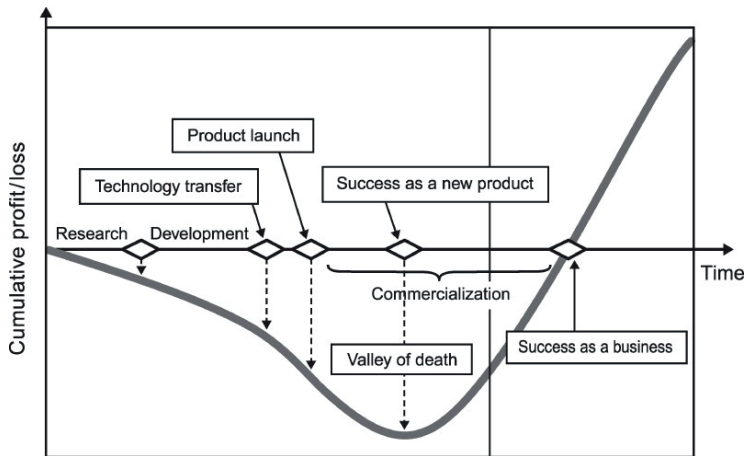 Cumulative profit/loss
Product launch
Technology transfer
Success as a new product
Research
Development
Time
Commercialization
Valley of death
Success as a business